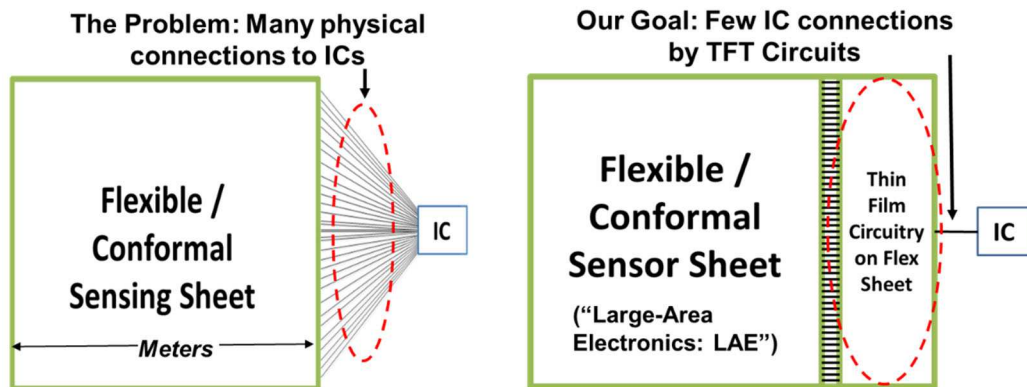 The Problem: Many physical
connections to ICs
Flexible /
Conformal
Sensing Sheet
Meters
IC
Our Goal: Few IC connections
by TFT Circuits
Flexible /
Conformal
Sensor Sheet
(“Large-Area
Electronics: LAE”)
Thin
Film
Circuitry
on Flex
Sheet
IC